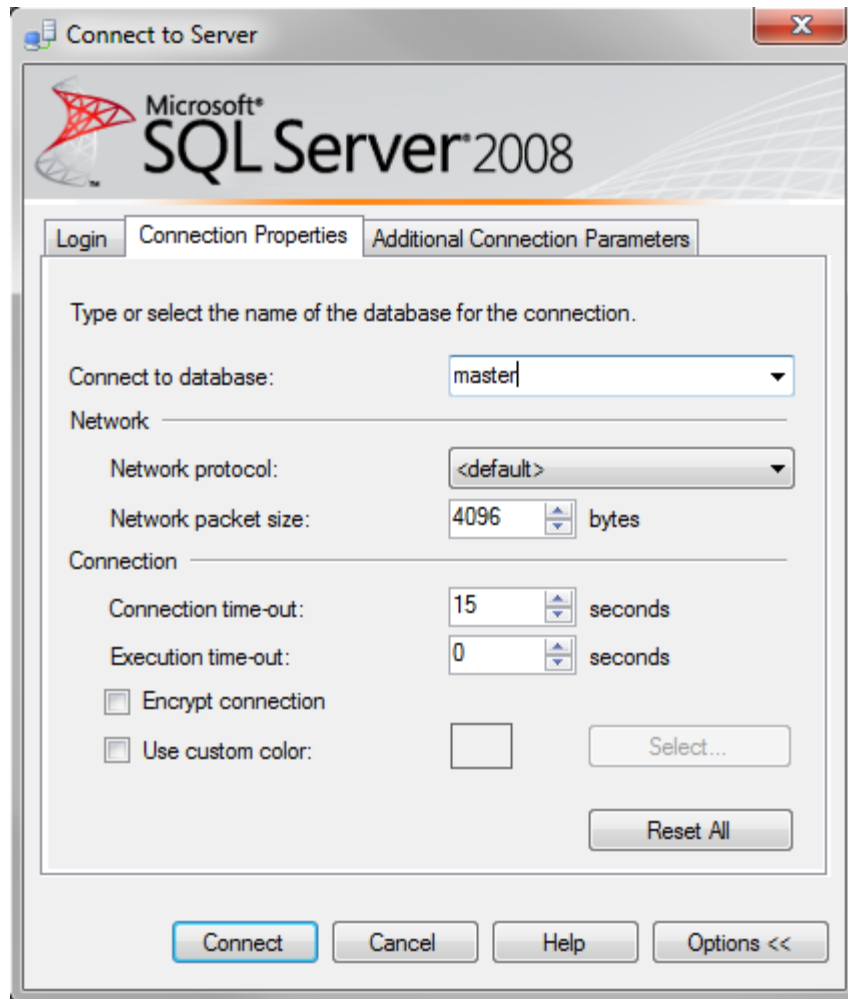 Connect to Server
Microsoft®
SQL Server® 2008
™
Login Connection Properties Additional Connection Parameters
Type or select the name of the database for the connection.
Connect to database: master
Network
Network protocol: <default>
Network packet size: 4096 bytes
Connection
Connection time-out: 15 seconds
Execution time-out: 0 seconds
Encrypt connection
Use custom color: Select...
Reset All
Connect Cancel Help Options <<